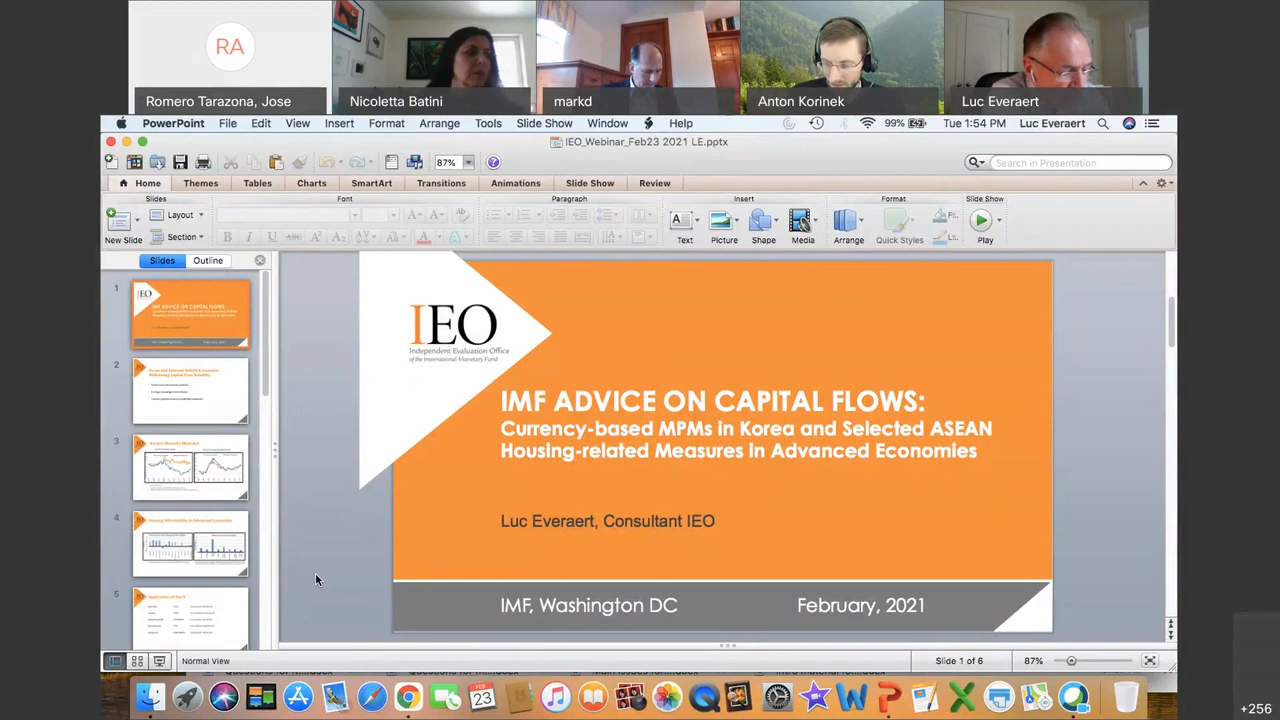 RA
Romero Tarazona, Jose
Nicoletta Batini
markd
Anton Korinek
Luc Everaert
PowerPoint File Edit View Insert Format Arrange Tools Slide Show Window Help 99% Tue 1:54 PM Luc Everaert
IEO_Webinar_Feb23 2021 LE.pptx
87% Search in Presentation
Home Themes Tables Charts SmartArt Transitions Animations Slide Show Review
Slides Font Paragraph Insert Format Slide Show
Layout
Section
New Slide Text Picture Shape Media Arrange Quick Styles Play
Slides Outline
1
2
3
4
5
IEO
Independent Evaluation Office
of the International Monetary Fund
IMF ADVICE ON CAPITAL FLOWS:
Currency-based MPMs in Korea and Selected ASEAN
Housing-related Measures in Advanced Economies
Luc Everaert, Consultant IEO
IMF, Washington DC February, 2021
Normal View Slide 1 of 6 87%
FEB
23
+256